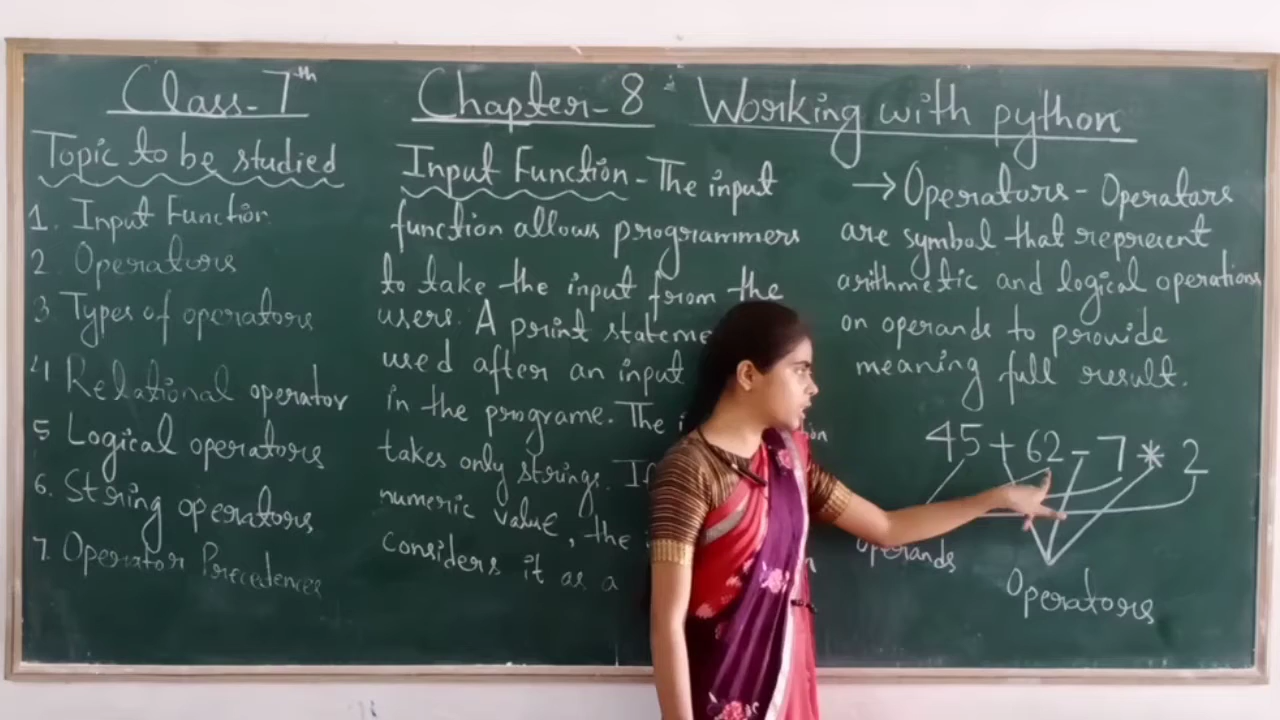 Class-7th
Chapter-8 : Working with python
Topic to be studied
1. Input Function
2. Operators
3. Types of operators
4 Relational operator
5 Logical operators
6. String operators
7. Operator Precedences
Input Function - The input
function allows programmers
to take the input from the
users. A print
used after an input
in the programe. The
takes only strings. If
numeric value, the
considers it as a
→ Operators - Operators
are symbol that represent
arithmetic and logical operations
on operands to provide
meaning full result.
45 + 62 - 7 * 2
operands
Operators